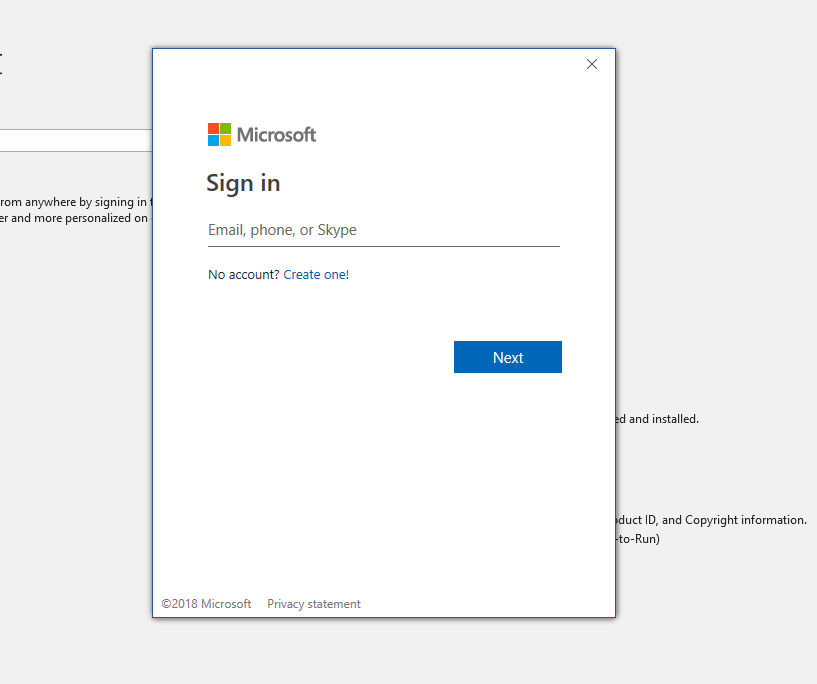 Microsoft
Sign in
Email, phone, or Skype
rom anywhere by signing in
er and more personalized on
No account? Create one!
Next
ed and installed.
oduct ID, and Copyright information.
-to-Run)
©2018 Microsoft Privacy statement